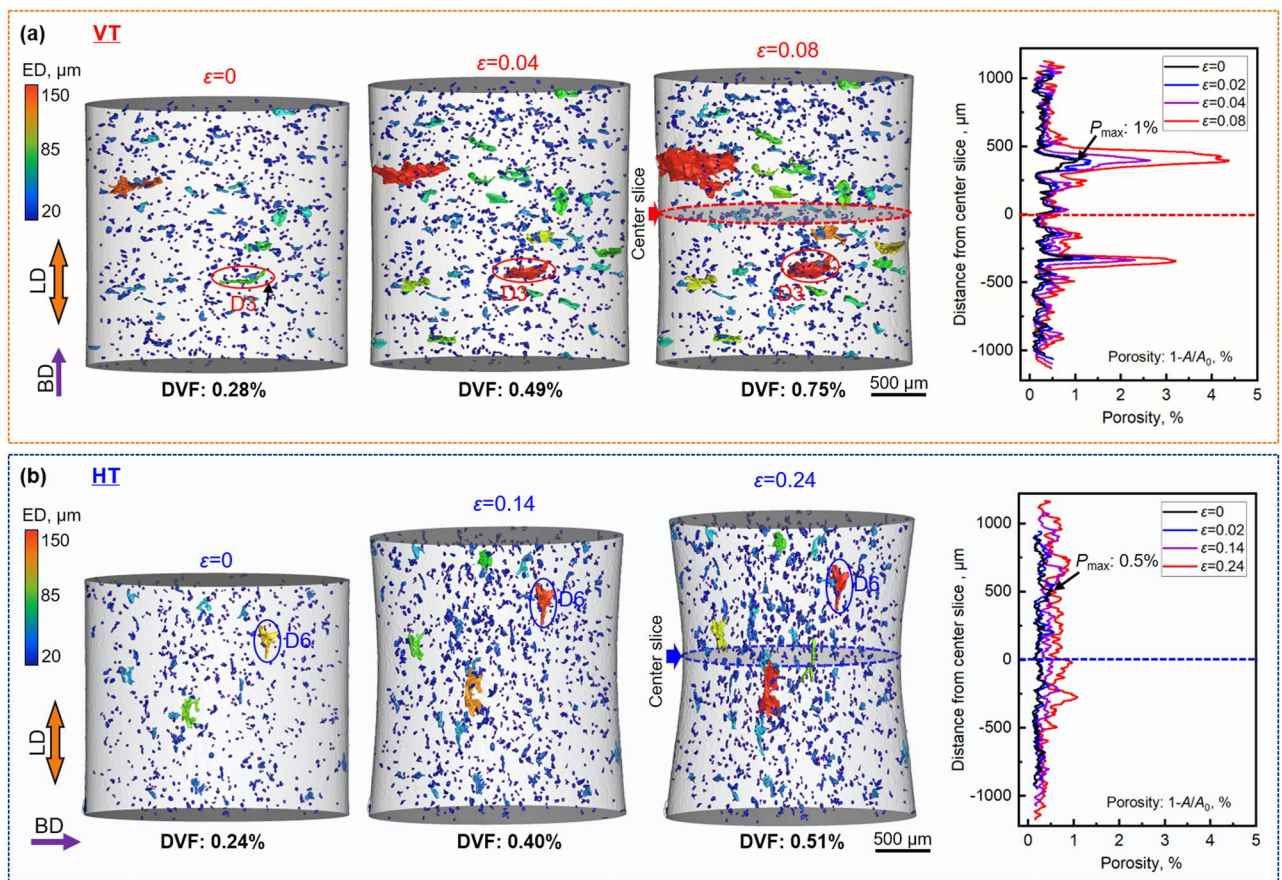 (a) VT
ED, μm
150
85
20
LD
BD
ε=0
ε=0.04
ε=0.08
D3
D3
D3
Center slice
DVF: 0.28%
DVF: 0.49%
DVF: 0.75%
500 μm
Distance from center slice , μm
1000
500
0
-500
-1000
ε=0
ε=0.02
ε=0.04
ε=0.08
Pmax: 1%
Porosity: 1-A/A0, %
0 1 2 3 4 5
Porosity, %
(b) HT
ED, μm
150
85
20
LD
BD
ε=0
ε=0.14
ε=0.24
D6
D6
D6
Center slice
DVF: 0.24%
DVF: 0.40%
DVF: 0.51%
500 μm
Distance from center slice , μm
1000
500
0
-500
-1000
ε=0
ε=0.02
ε=0.14
ε=0.24
Pmax: 0.5%
Porosity: 1-A/A0, %
0 1 2 3 4 5
Porosity, %